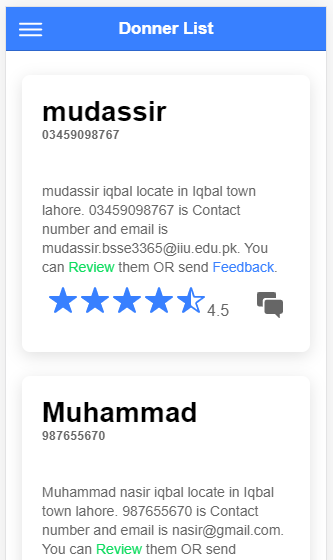 Donner List
mudassir
03459098767
mudassir iqbal locate in Iqbal town
lahore. 03459098767 is Contact
number and email is
mudassir.bsse3365@iiu.edu.pk. You
can Review them OR send Feedback.
4.5
Muhammad
987655670
Muhammad nasir iqbal locate in Iqbal
town lahore. 987655670 is Contact
number and email is nasir@gmail.com.
You can Review them OR send